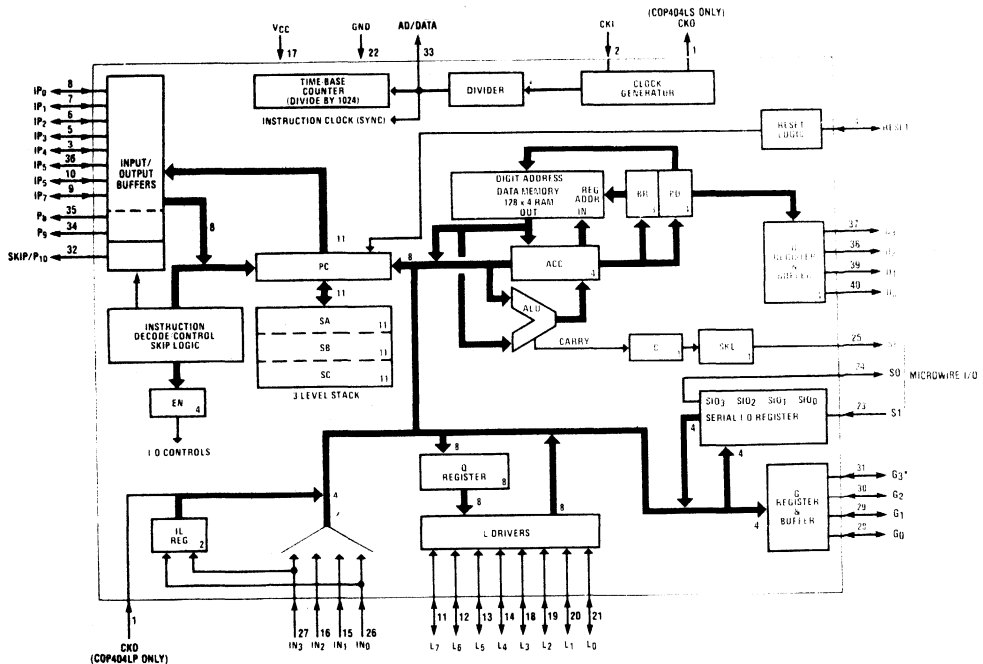 (COP404LS ONLY)
VCC GND AD/DATA CKI CKO
17 22 33 2 1
IP0 8
IP1 7
IP2 6
IP3 5
IP4 3
IP5 36
IP5 10
IP7 9
P8 35
P9 34
SKIP/P10 32
INPUT/
OUTPUT
BUFFERS
TIME-BASE
COUNTER
(DIVIDE BY 1024)
DIVIDER
CLOCK
GENERATOR
INSTRUCTION CLOCK (SYNC)
RESET
LOGIC
RESET
DIGIT ADDRESS
DATA MEMORY
128 x 4 RAM
OUT
REG
ADDR
IN
BR
BD
8
11
PC
8
ACC
4
11
REGISTER
&
BUFFER
37
36
39
40
INSTRUCTION
DECODE/CONTROL
SKIP LOGIC
SA 11
SB 11
SC 11
3 LEVEL STACK
ALU
CARRY
C
SKL
25
24 SO MICROWIRE I/O
EN
4
I O CONTROLS
SIO3 SIO2 SIO1 SIO0
SERIAL I/O REGISTER
23 S1
4
4
8
Q
REGISTER
8
8
8
L DRIVERS
G
REGISTER
&
BUFFER
4
31 G3*
30 G2
29 G1
28 G0
4
IL
REG
2
1
CKO
(COP404LP ONLY)
27 16 15 26
IN3 IN2 IN1 IN0
11 12 13 14 18 19 20 21
L7 L6 L5 L4 L3 L2 L1 L0